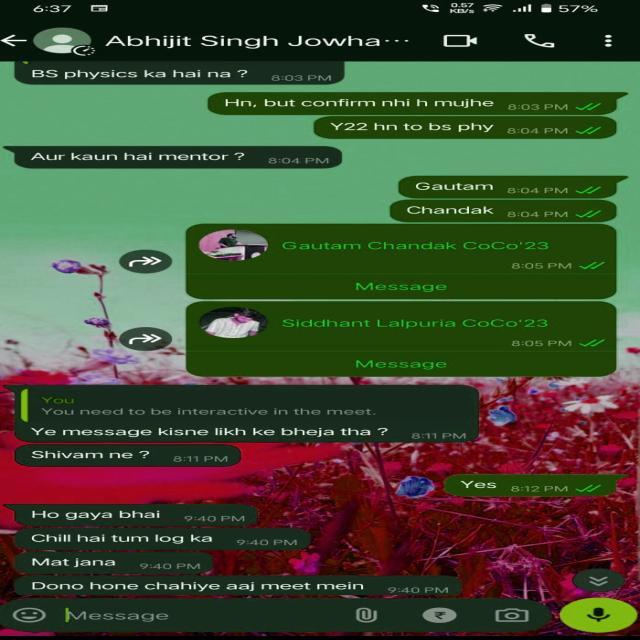 6:37
0.57
KB/s
57%
Abhijit Singh Jowha...
BS physics ka hai na ?
8:03 PM
Hn, but confirm nhi h mujhe
8:03 PM
Y22 hn to bs phy
8:04 PM
Aur kaun hai mentor ?
8:04 PM
Gautam
8:04 PM
Chandak
8:04 PM
Gautam Chandak CoCo'23
8:05 PM
Message
Siddhant Lalpuria CoCo'23
8:05 PM
Message
You
You need to be interactive in the meet.
Ye message kisne likh ke bheja tha ?
8:11 PM
Shivam ne ?
8:11 PM
Yes
8:12 PM
Ho gaya bhai
9:40 PM
Chill hai tum log ka
9:40 PM
Mat jana
9:40 PM
Dono hone chahiye aaj meet mein
9:40 PM
Message